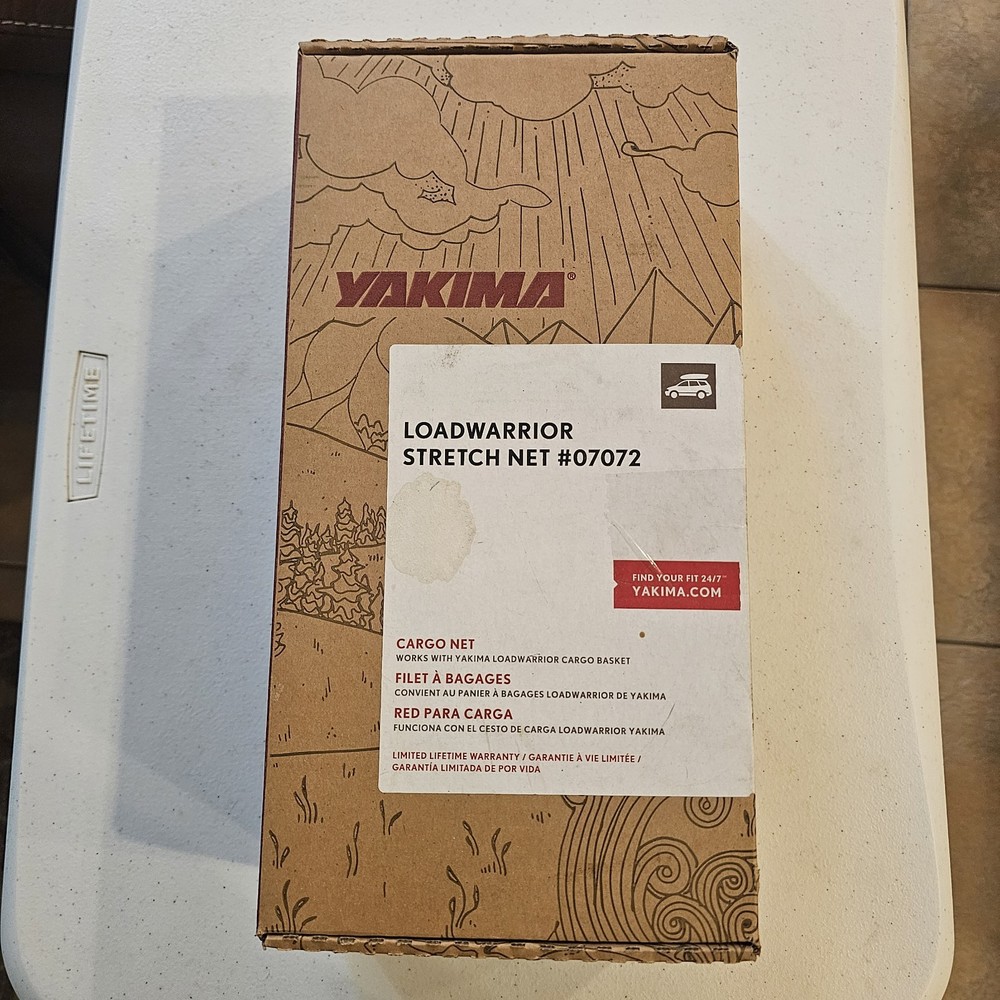 LIFETIME
YAKIMA®
LOADWARRIOR
STRETCH NET #07072
FIND YOUR FIT 24/7™
YAKIMA.COM
CARGO NET
WORKS WITH YAKIMA LOADWARRIOR CARGO BASKET
FILET À BAGAGES
CONVIENT AU PANIER À BAGAGES LOADWARRIOR DE YAKIMA
RED PARA CARGA
FUNCIONA CON EL CESTO DE CARGA LOADWARRIOR YAKIMA
LIMITED LIFETIME WARRANTY / GARANTIE À VIE LIMITÉE /
GARANTÍA LIMITADA DE POR VIDA